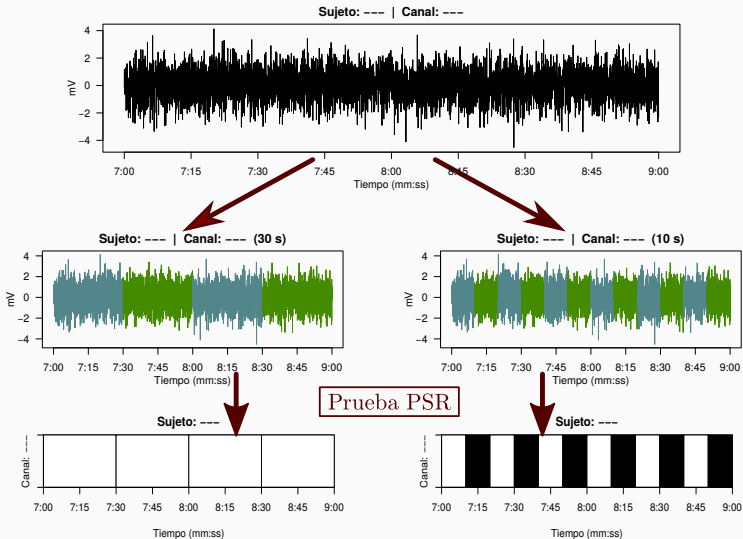 Sujeto: --- | Canal: ---
mV
4
2
0
−2
−4
7:00 7:15 7:30 7:45 8:00 8:15 8:30 8:45 9:00
Tiempo (mm:ss)
Sujeto: --- | Canal: --- (30 s)
mV
4
2
0
−2
−4
7:00 7:15 7:30 7:45 8:00 8:15 8:30 8:45 9:00
Tiempo (mm:ss)
Sujeto: --- | Canal: --- (10 s)
mV
4
2
0
−2
−4
7:00 7:15 7:30 7:45 8:00 8:15 8:30 8:45 9:00
Tiempo (mm:ss)
Prueba PSR
Sujeto: ---
Canal: ---
7:00 7:15 7:30 7:45 8:00 8:15 8:30 8:45 9:00
Tiempo (mm:ss)
Sujeto: ---
Canal: ---
7:00 7:15 7:30 7:45 8:00 8:15 8:30 8:45 9:00
Tiempo (mm:ss)